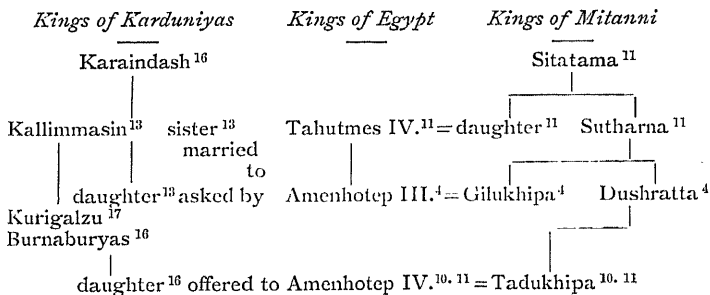 Kings of Karduniyas Kings of Egypt Kings of Mitanni
Karaindash 16 Sitatama 11
Kallimmasin 13 sister 13 Tahutmes IV. 11 = daughter 11 Sutharna 11
married
to
daughter 13 asked by Amenhotep III. 4 = Gilukhipa 4 Dushratta 4
Kurigalzu 17
Burnaburyas 16
daughter 16 offered to Amenhotep IV. 10. 11 = Tadukhipa 10. 11